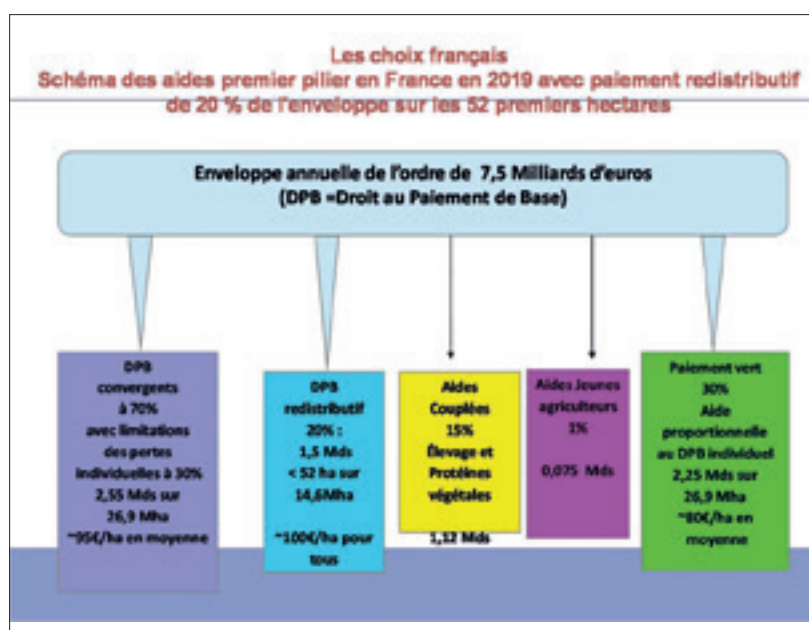 Les choix français
Schéma des aides premier pilier en France en 2019 avec paiement redistributif
de 20 % de l'enveloppe sur les 52 premiers hectares
Enveloppe annuelle de l'ordre de 7,5 Milliards d'euros
(DPB =Droit au Paiement de Base)
DPB
convergents
à 70%
avec limitations
des pertes
individuelles à 30%
2,55 Mds sur
26,9 Mha
~95€/ha en moyenne
DPB
redistributif
20% :
1,5 Mds
< 52 ha sur
14,6Mha
~100€/ha pour
tous
Aides
Couplées
15%
Élevage et
Protéines
végétales
1,12 Mds
Aides Jeunes
agriculteurs
1%
0,075 Mds
Paiement vert
30%
Aide
proportionnelle
au DPB individuel
2,25 Mds sur
26,9 Mha
~80€/ha en
moyenne